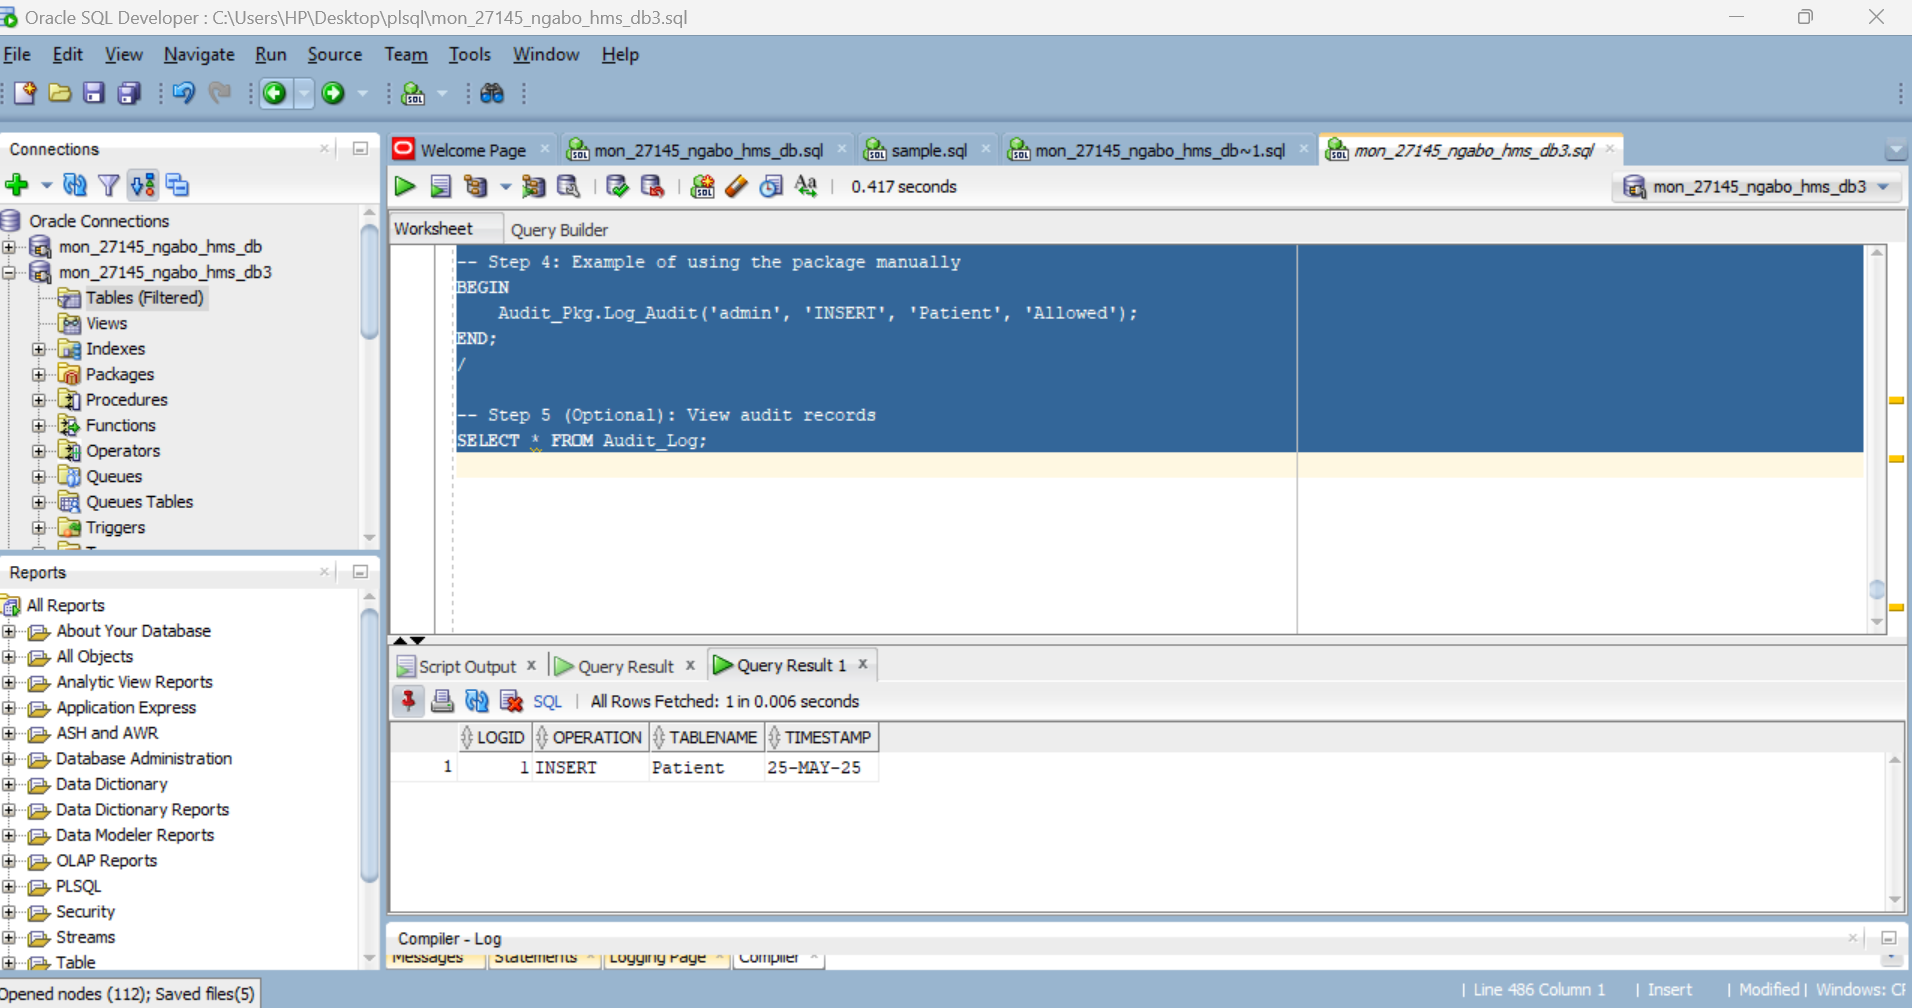 Oracle SQL Developer : C:\Users\HP\Desktop\plsql\mon_27145_ngabo_hms_db3.sql
File Edit View Navigate Run Source Team Tools Window Help
Connections
Oracle Connections
mon_27145_ngabo_hms_db
mon_27145_ngabo_hms_db3
Tables (Filtered)
Views
Indexes
Packages
Procedures
Functions
Operators
Queues
Queues Tables
Triggers
Reports
All Reports
About Your Database
All Objects
Analytic View Reports
Application Express
ASH and AWR
Database Administration
Data Dictionary
Data Dictionary Reports
Data Modeler Reports
OLAP Reports
PLSQL
Security
Streams
Table
Welcome Page mon_27145_ngabo_hms_db.sql sample.sql mon_27145_ngabo_hms_db~1.sql mon_27145_ngabo_hms_db3.sql
0.417 seconds mon_27145_ngabo_hms_db3
Worksheet Query Builder
-- Step 4: Example of using the package manually
BEGIN
Audit_Pkg.Log_Audit('admin', 'INSERT', 'Patient', 'Allowed');
END;
/
-- Step 5 (Optional): View audit records
SELECT * FROM Audit_Log;
Script Output Query Result Query Result 1
SQL All Rows Fetched: 1 in 0.006 seconds
LOGID OPERATION TABLENAME TIMESTAMP
1 1 INSERT Patient 25-MAY-25
Compiler - Log
Messages Statements Logging Page Compiler
Opened nodes (112); Saved files(5)
Line 486 Column 1 Insert Modified Windows: